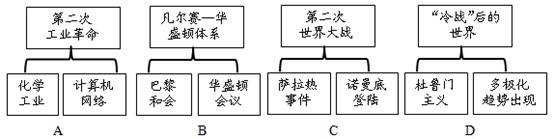 第二次
工业革命
化学
工业
计算机
网络
A
凡尔赛—华
盛顿体系
巴黎
和会
华盛顿
会议
B
第二次
世界大战
萨拉热
事件
诺曼底
登陆
C
“冷战”后的
世界
杜鲁门
主义
多极化
趋势出现
D